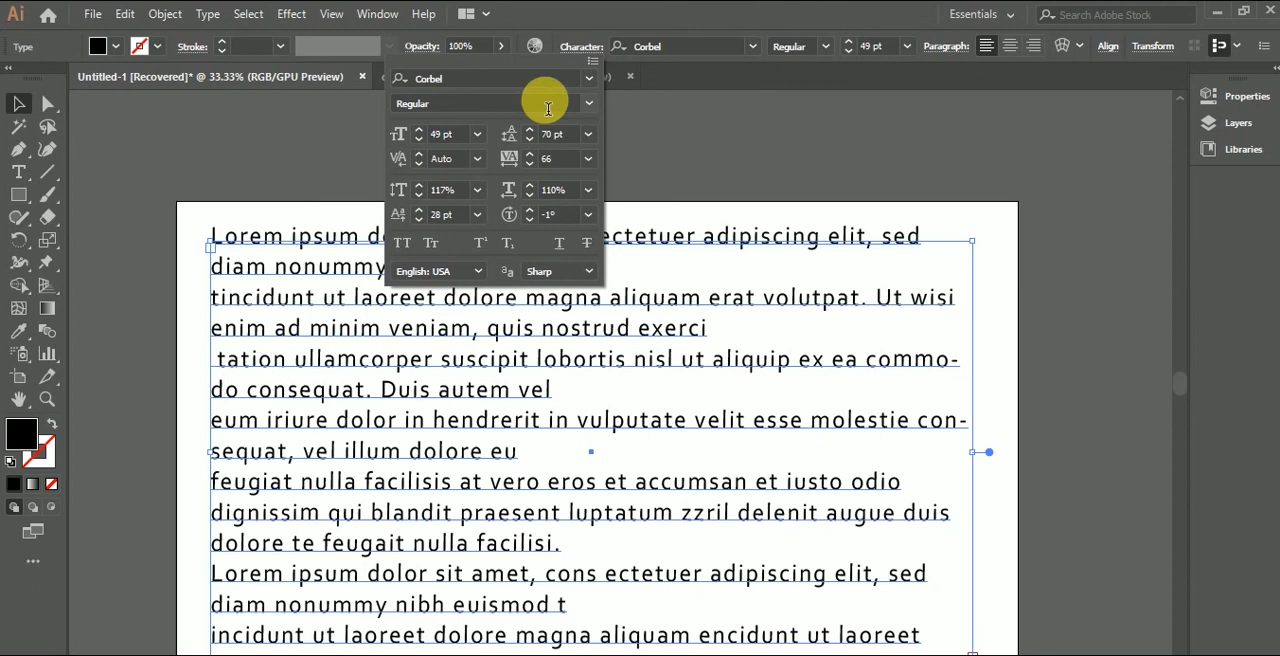 Ai File Edit Object Type Select Effect View Window Help Essentials Search Adobe Stock
Type Stroke: Opacity: 100% Character: Corbel Regular 49 pt Paragraph: Align Transform
Untitled-1 [Recovered]* @ 33.33% (RGB/GPU Preview)
Corbel
Regular
49 pt 70 pt
Auto 66
117% 110%
28 pt -1°
English: USA Sharp
Properties
Layers
Libraries
Lorem ipsum d ectetuer adipiscing elit, sed
diam nonummy
tincidunt ut laoreet dolore magna aliquam erat volutpat. Ut wisi
enim ad minim veniam, quis nostrud exerci
tation ullamcorper suscipit lobortis nisl ut aliquip ex ea commo-
do consequat. Duis autem vel
eum iriure dolor in hendrerit in vulputate velit esse molestie con-
sequat, vel illum dolore eu
feugiat nulla facilisis at vero eros et accumsan et iusto odio
dignissim qui blandit praesent luptatum zzril delenit augue duis
dolore te feugait nulla facilisi.
Lorem ipsum dolor sit amet, cons ectetuer adipiscing elit, sed
diam nonummy nibh euismod t
incidunt ut laoreet dolore magna aliquam encidunt ut laoreet